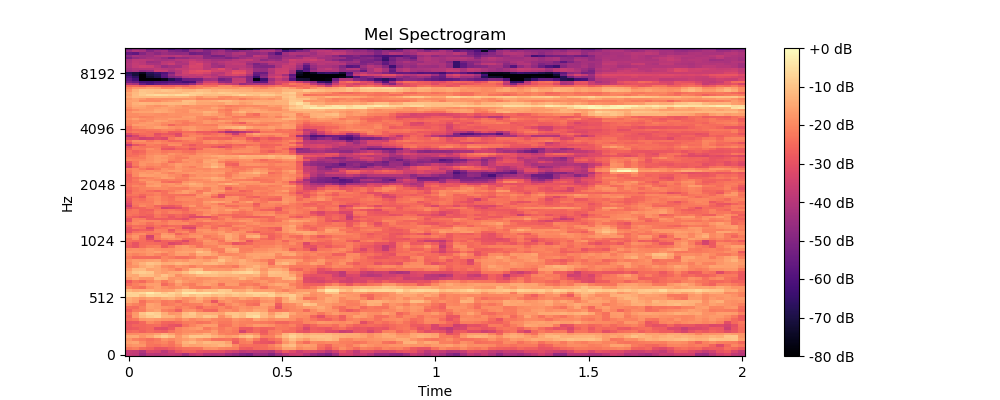 Mel Spectrogram
Hz
8192
4096
2048
1024
512
0
0
0.5
1
1.5
2
Time
+0 dB
-10 dB
-20 dB
-30 dB
-40 dB
-50 dB
-60 dB
-70 dB
-80 dB